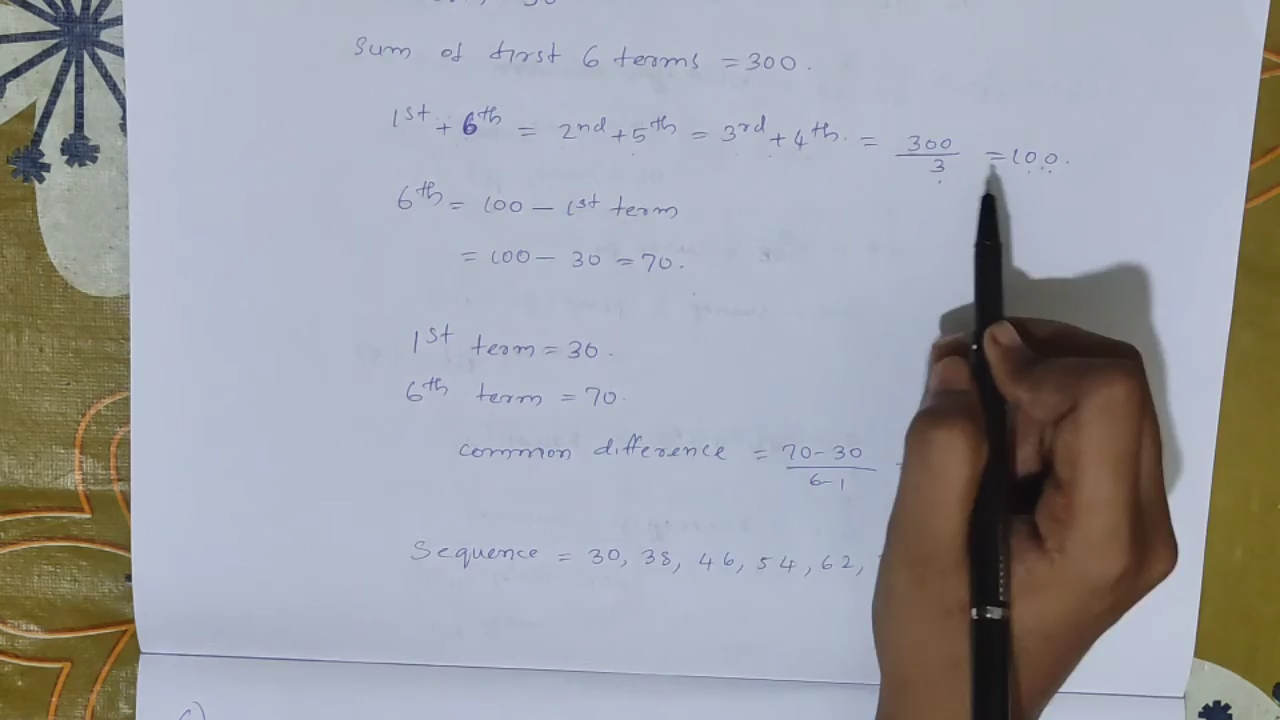 Sum of first 6 terms = 300.
1st + 6th = 2nd + 5th = 3rd + 4th. = 300/3 = 100.
6th = 100 - 1st term
= 100 - 30 = 70.
1st term = 30.
6th term = 70.
common difference = 70-30/6-1
Sequence = 30, 38, 46, 54, 62,